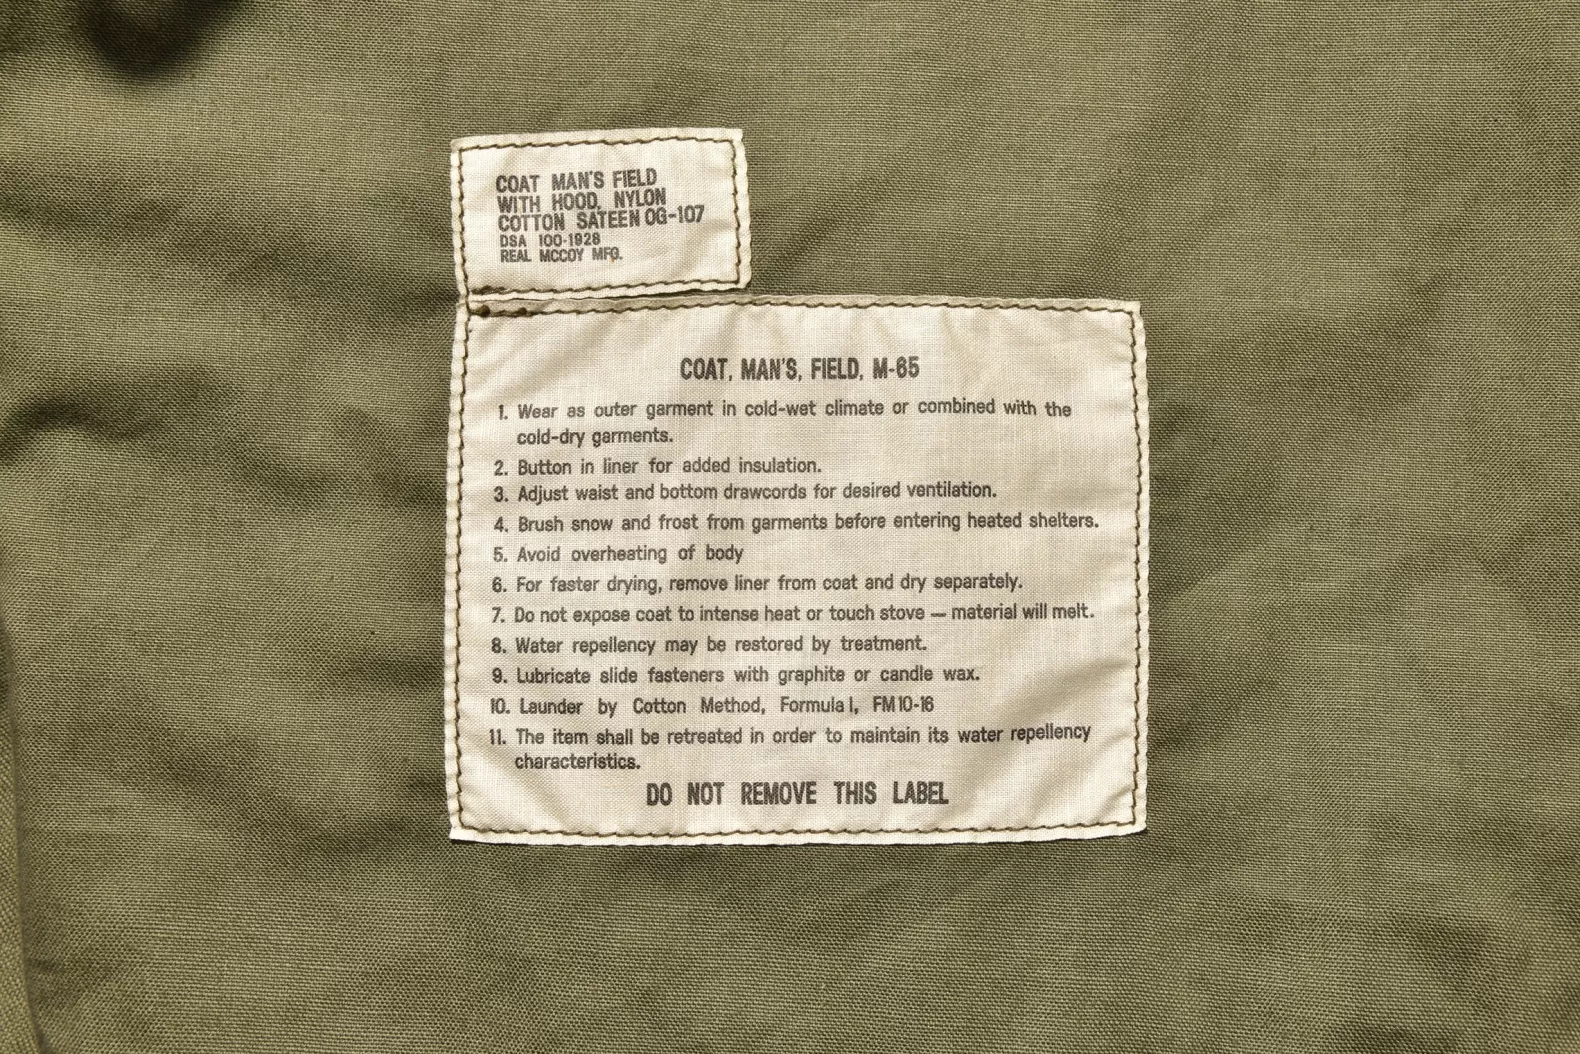 COAT MAN'S FIELD
WITH HOOD, NYLON
COTTON SATEEN OG-107
DSA 100-1928
REAL MCCOY MFG.
COAT, MAN'S, FIELD, M-65
1. Wear as outer garment in cold-wet climate or combined with the
cold-dry garments.
2. Button in liner for added insulation.
3. Adjust waist and bottom drawcords for desired ventilation.
4. Brush snow and frost from garments before entering heated shelters.
5. Avoid overheating of body
6. For faster drying, remove liner from coat and dry separately.
7. Do not expose coat to intense heat or touch stove — material will melt.
8. Water repellency may be restored by treatment.
9. Lubricate slide fasteners with graphite or candle wax.
10. Launder by Cotton Method, Formula I, FM 10-16
11. The item shall be retreated in order to maintain its water repellency
characteristics.
DO NOT REMOVE THIS LABEL